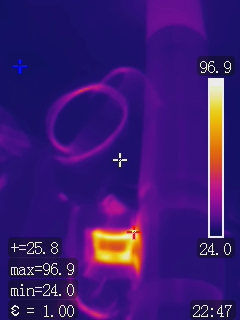 96.9
24.0
+=25.8
max=96.9
min=24.0
ε = 1.00
22:47